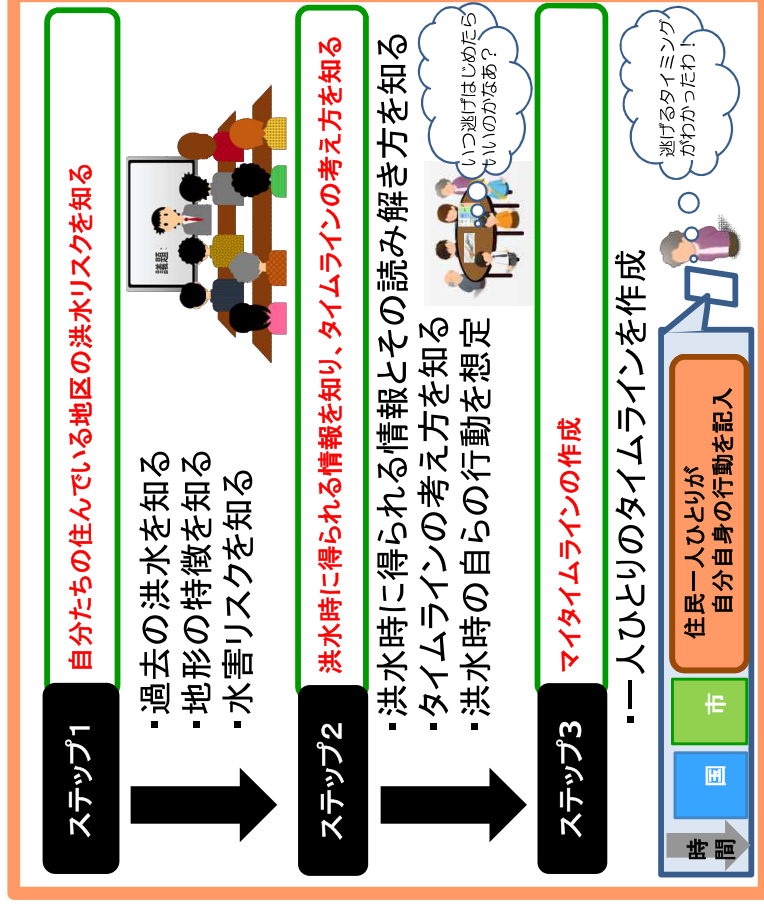 ステップ1
自分たちの住んでいる地区の洪水リスクを知る
・過去の洪水を知る
・地形の特徴を知る
・水害リスクを知る
議題:
ステップ2
洪水時に得られる情報を知り、タイムラインの考え方を知る
・洪水時に得られる情報とその読み解き方を知る
・タイムラインの考え方を知る
・洪水時の自らの行動を想定
いつ逃げはじめたら
いいのかなあ?
ステップ3
マイタイムラインの作成
・一人ひとりのタイムラインを作成
逃げるタイミング
がわかったわ!
時間
国
市
住民一人ひとりが
自分自身の行動を記入